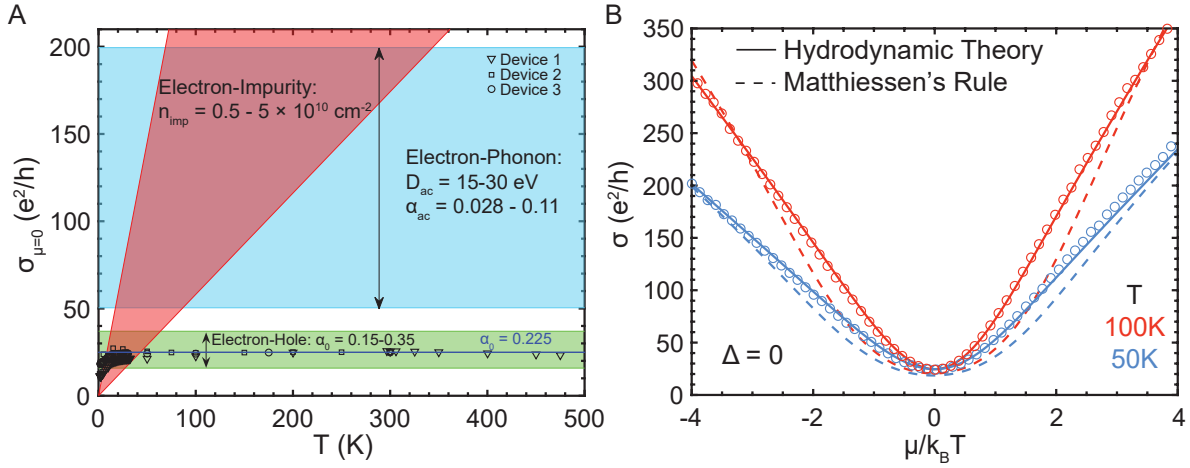 A
σμ=0 (e²/h)
200
150
100
50
0
Electron-Impurity:
nimp = 0.5 - 5 × 10¹⁰ cm⁻²
▽ Device 1
□ Device 2
○ Device 3
Electron-Phonon:
Dac = 15-30 eV
αac = 0.028 - 0.11
Electron-Hole: α₀ = 0.15-0.35
α₀ = 0.225
0 100 200 300 400 500
T (K)
B
σ (e²/h)
350
300
250
200
150
100
50
0
Hydrodynamic Theory
Matthiessen's Rule
T
100K
50K
Δ = 0
-4 -2 0 2 4
μ/kBT